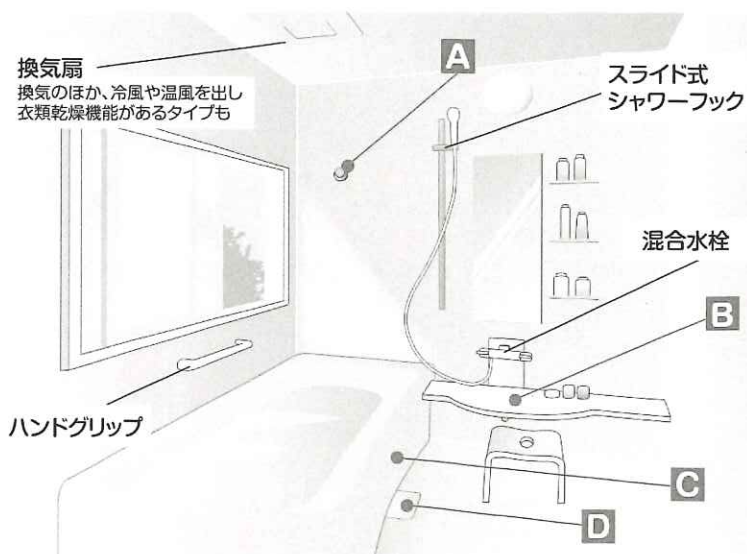 換気扇
換気のほか、冷風や温風を出し
衣類乾燥機能があるタイプも
A
スライド式
シャワーフック
混合水栓
B
ハンドグリップ
C
D